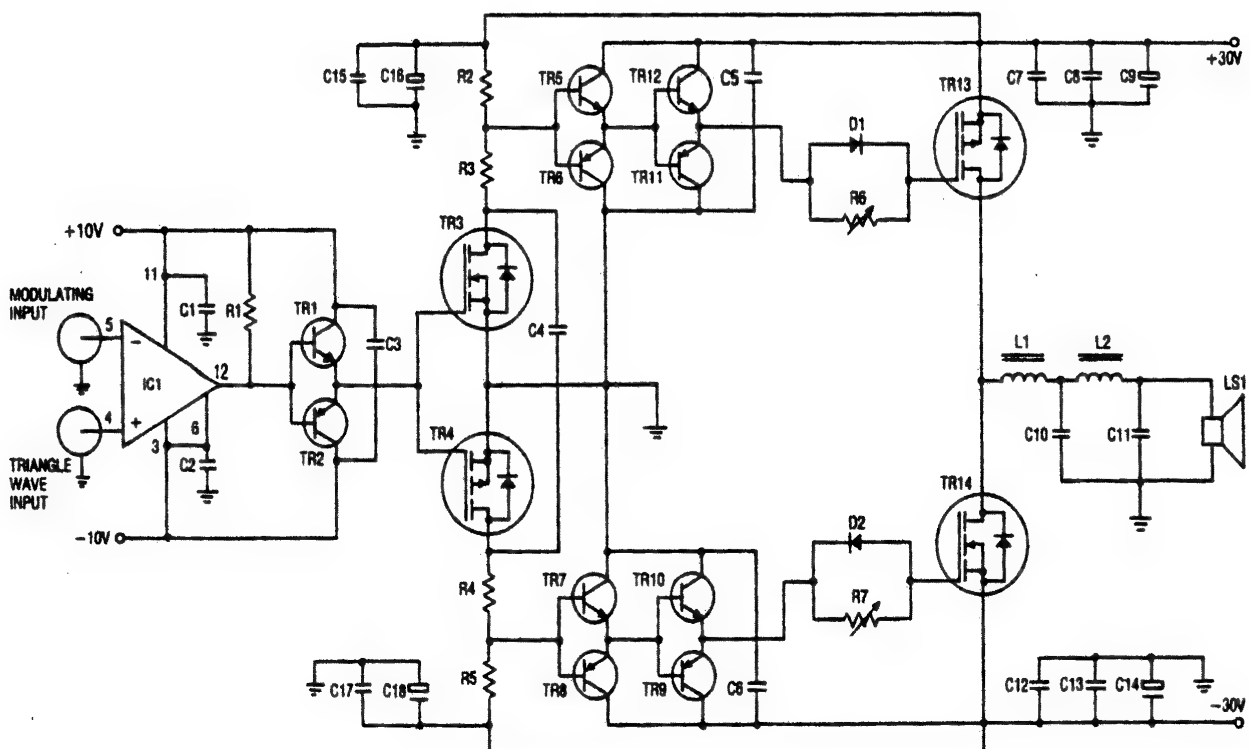 +30V
C15
C16
R2
TR5
TR12
C5
C7
C8
C9
TR13
D1
R3
TR6
TR11
R6
+10V
TR3
11
MODULATING
INPUT
5
C1
R1
TR1
C3
C4
IC1
12
L1
L2
LS1
4
6
3
TR2
TR4
C10
C11
TRIANGLE
WAVE
INPUT
C2
TR14
-10V
D2
R4
TR7
TR10
R7
C17
C18
R5
TR8
TR9
C6
C12
C13
C14
-30V